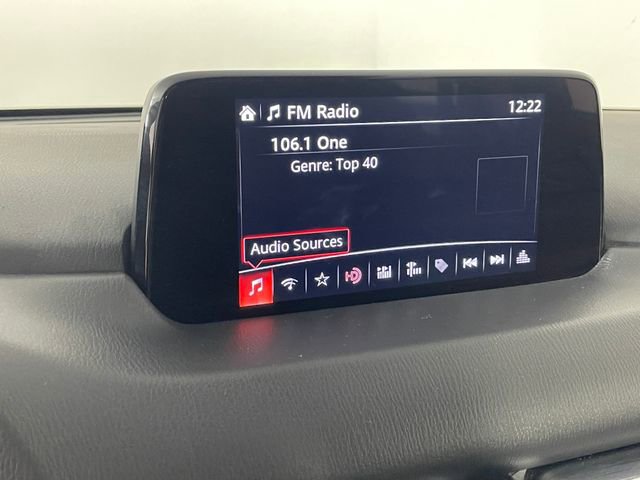 FM Radio 12:22
106.1 One
Genre: Top 40
Audio Sources